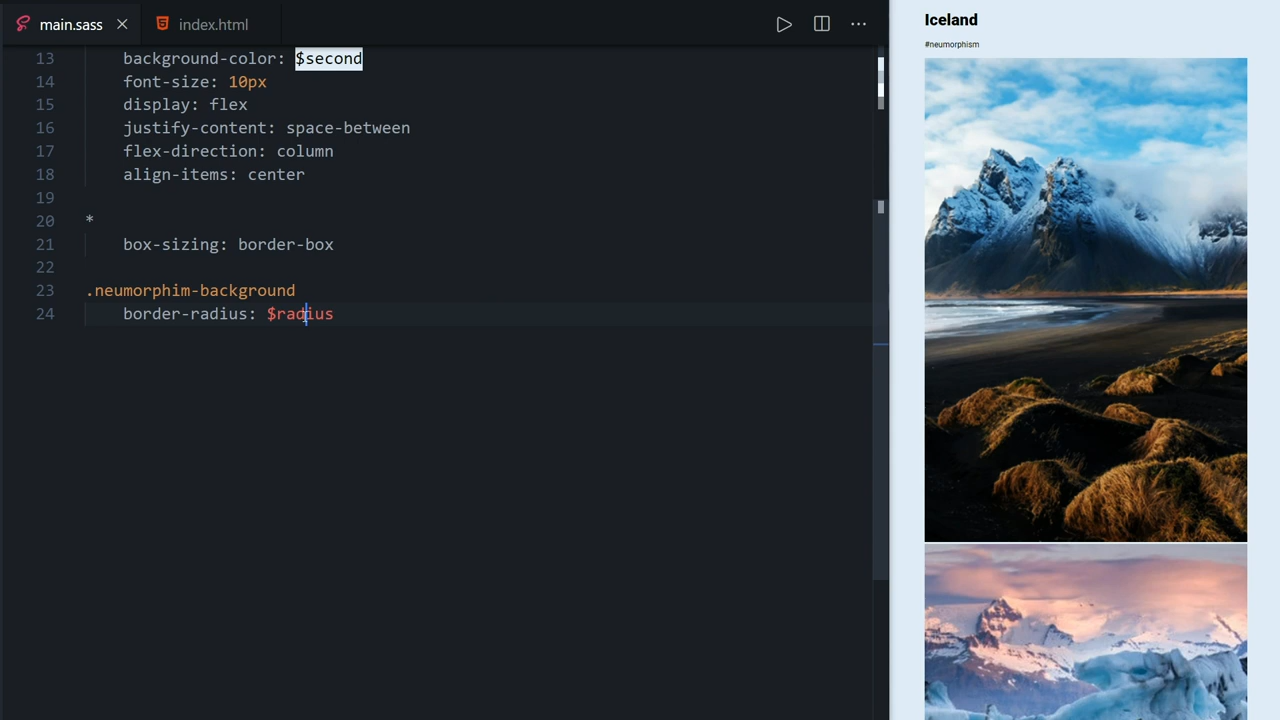 main.sass
index.html
13 background-color: $second
14 font-size: 10px
15 display: flex
16 justify-content: space-between
17 flex-direction: column
18 align-items: center
19
20 *
21 box-sizing: border-box
22
23 .neumorphim-background
24 border-radius: $radius
Iceland
#neumorphism